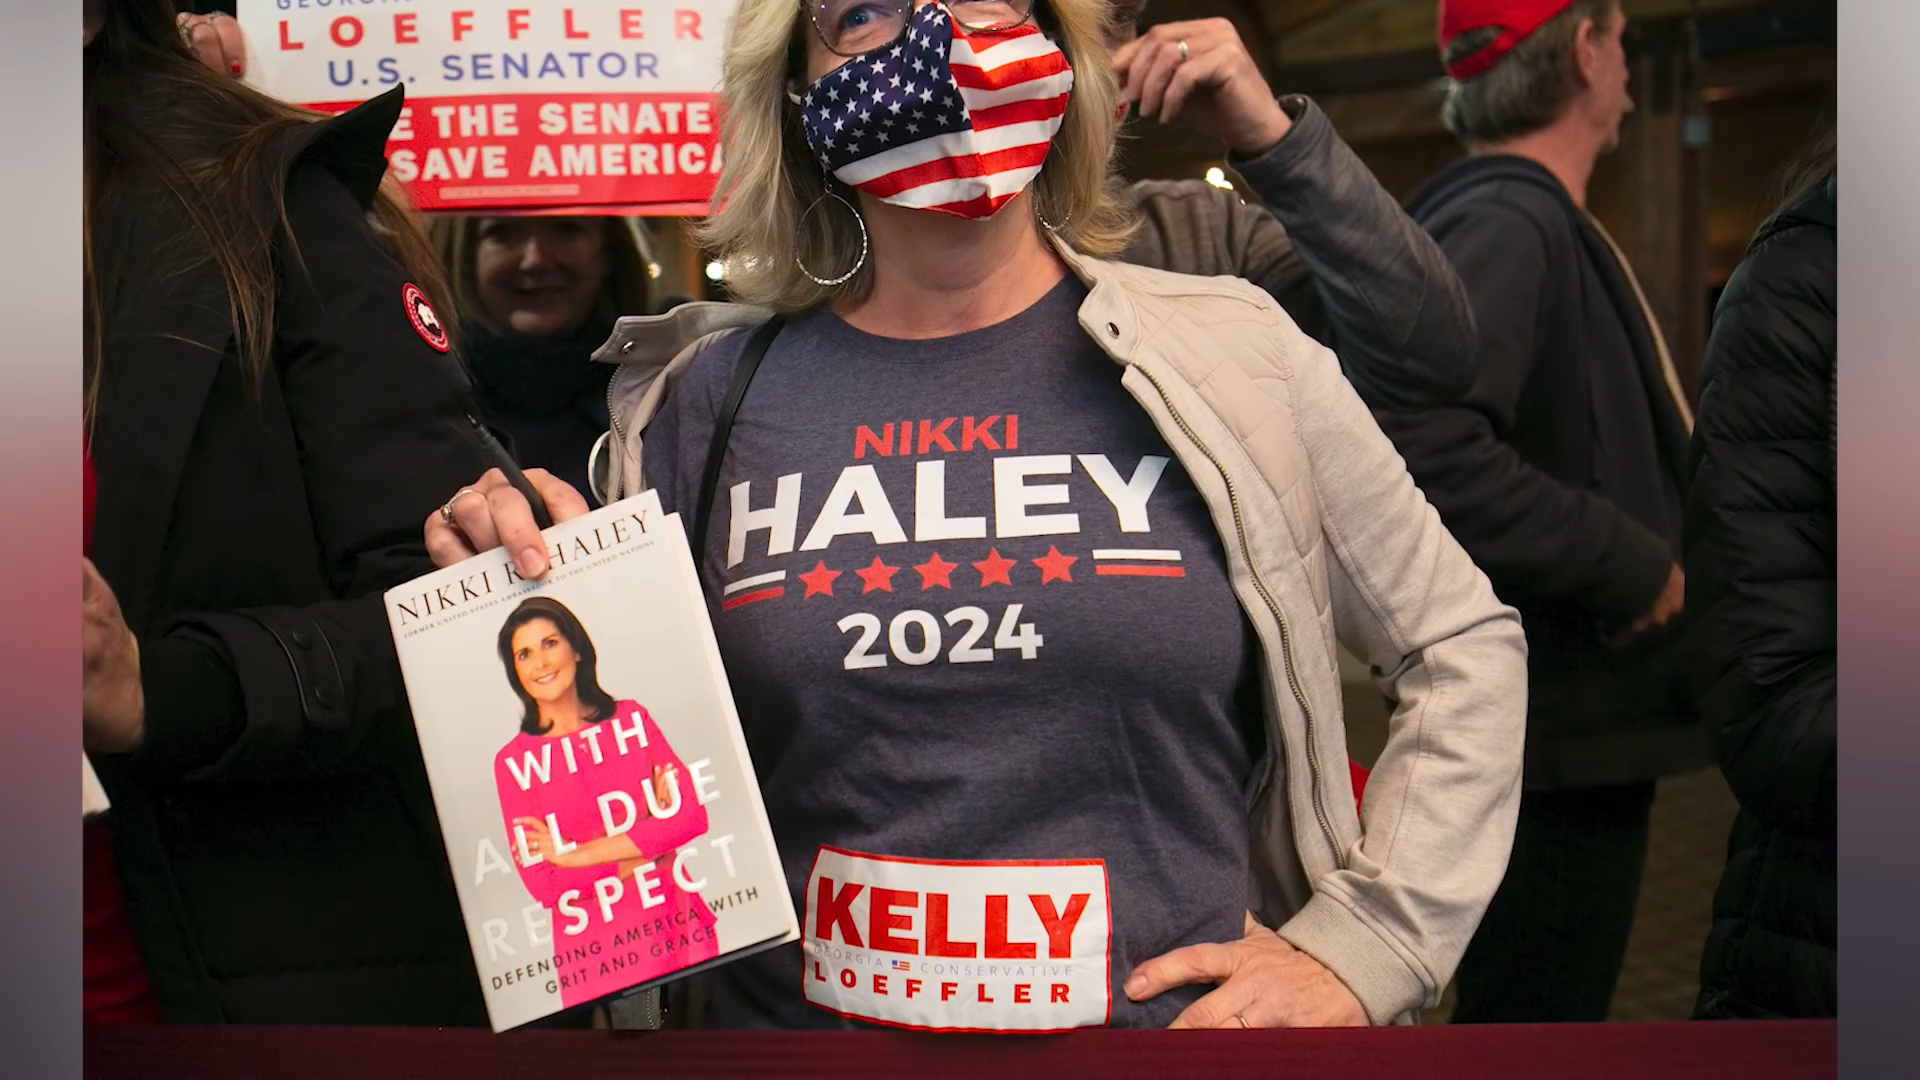 GEORGIA
LOEFFLER
U.S. SENATOR
E THE SENATE
SAVE AMERICA
NIKKI
HALEY
2024
NIKKI R. HALEY
FORMER UNITED STATES AMBASSADOR TO THE UNITED NATIONS
WITH
ALL DUE
RESPECT
DEFENDING AMERICA WITH
GRIT AND GRACE
KELLY
GEORGIA CONSERVATIVE
LOEFFLER